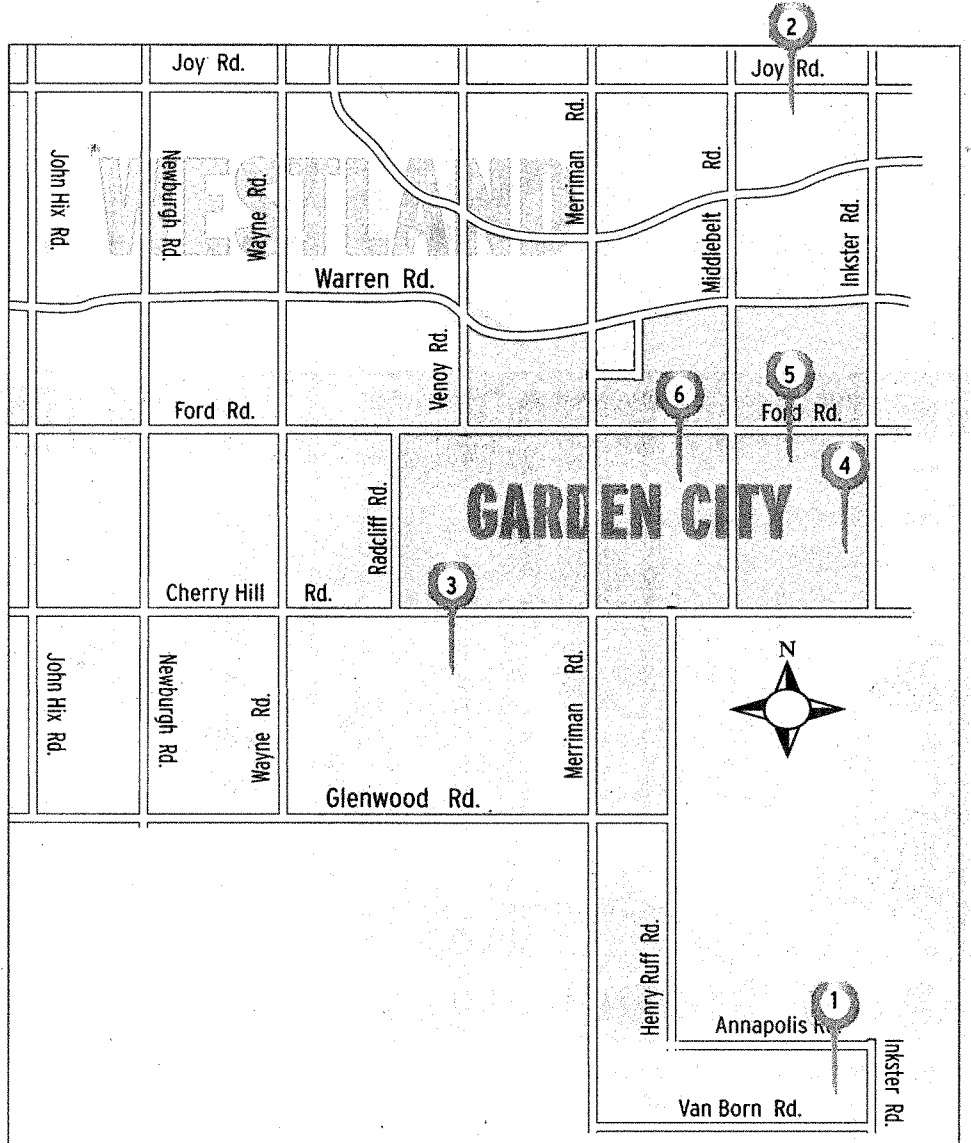 2
Joy Rd.
Joy Rd.
John Hix Rd.
WESTLAND
Newburgh Rd.
Wayne Rd.
Merriman Rd.
Middlebelt Rd.
Inkster Rd.
Warren Rd.
Venoy Rd.
5
6
Ford Rd.
Ford Rd.
4
GARDEN CITY
Radcliff Rd.
3
Cherry Hill Rd.
N
John Hix Rd.
Newburgh Rd.
Wayne Rd.
Merriman Rd.
Glenwood Rd.
Henry Ruff Rd.
1
Annapolis R
Inkster Rd.
Van Born Rd.